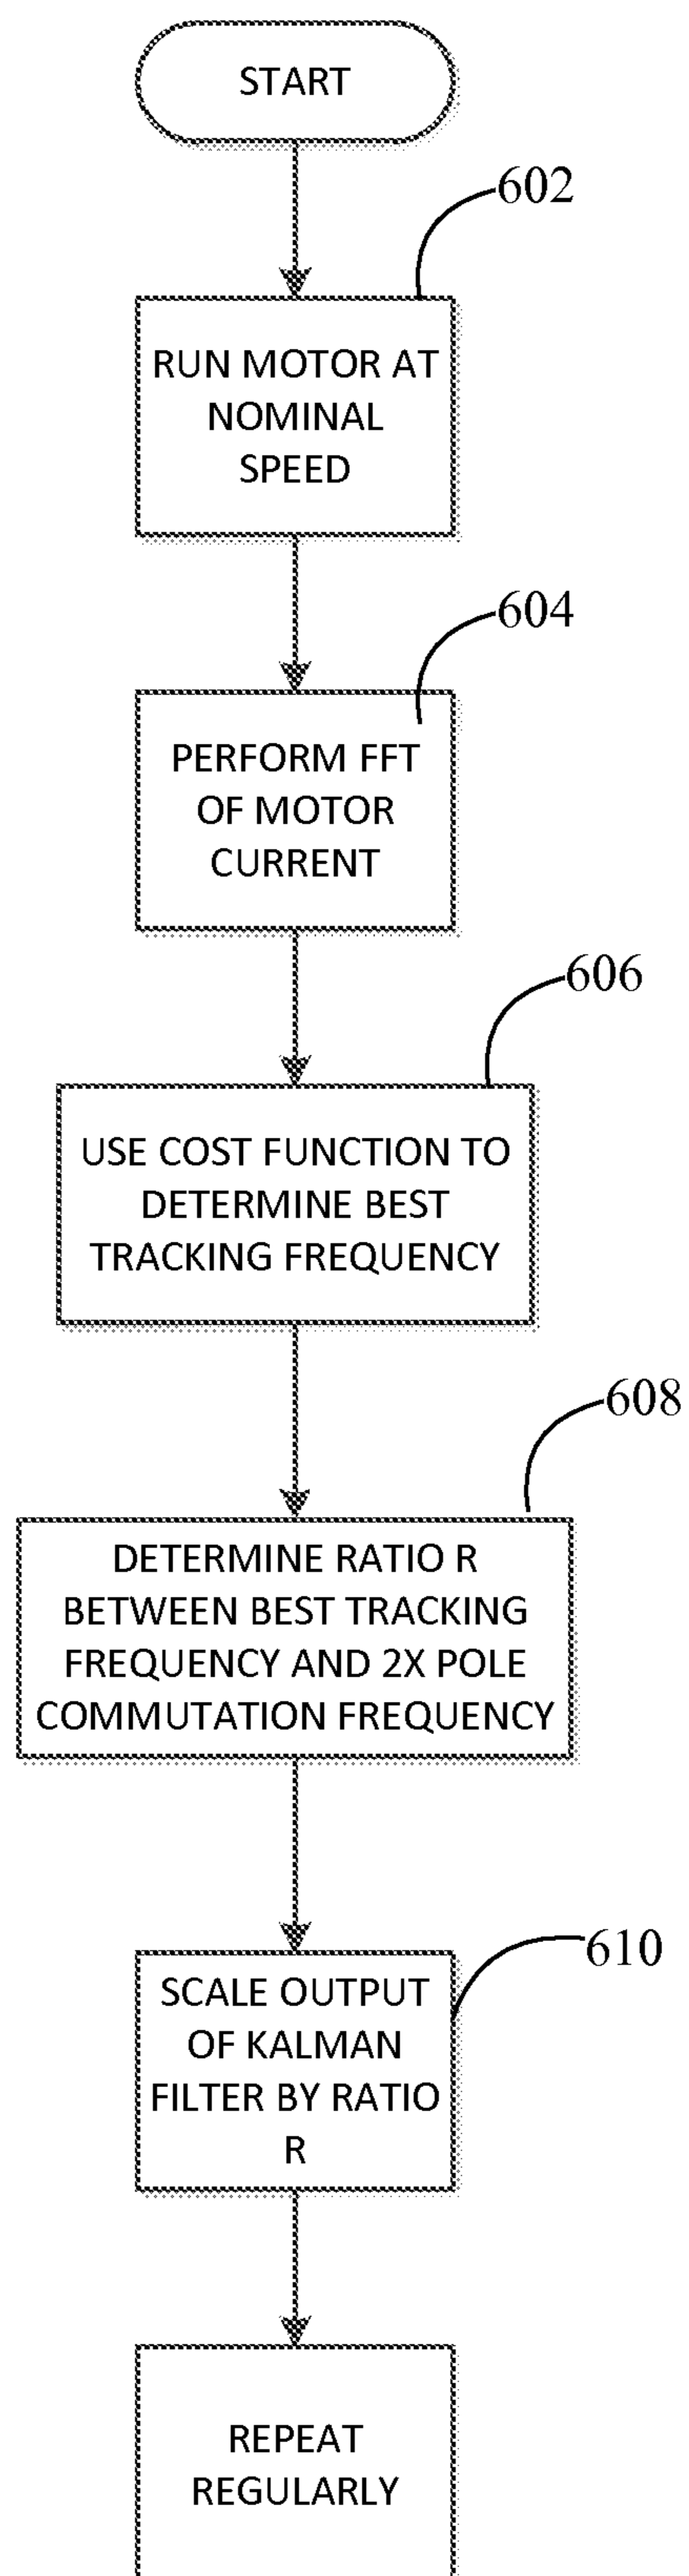 START
602
RUN MOTOR AT
NOMINAL
SPEED
604
PERFORM FFT
OF MOTOR
CURRENT
606
USE COST FUNCTION TO
DETERMINE BEST
TRACKING FREQUENCY
608
DETERMINE RATIO R
BETWEEN BEST TRACKING
FREQUENCY AND 2X POLE
COMMUTATION FREQUENCY
610
SCALE OUTPUT
OF KALMAN
FILTER BY RATIO
R
REPEAT
REGULARLY